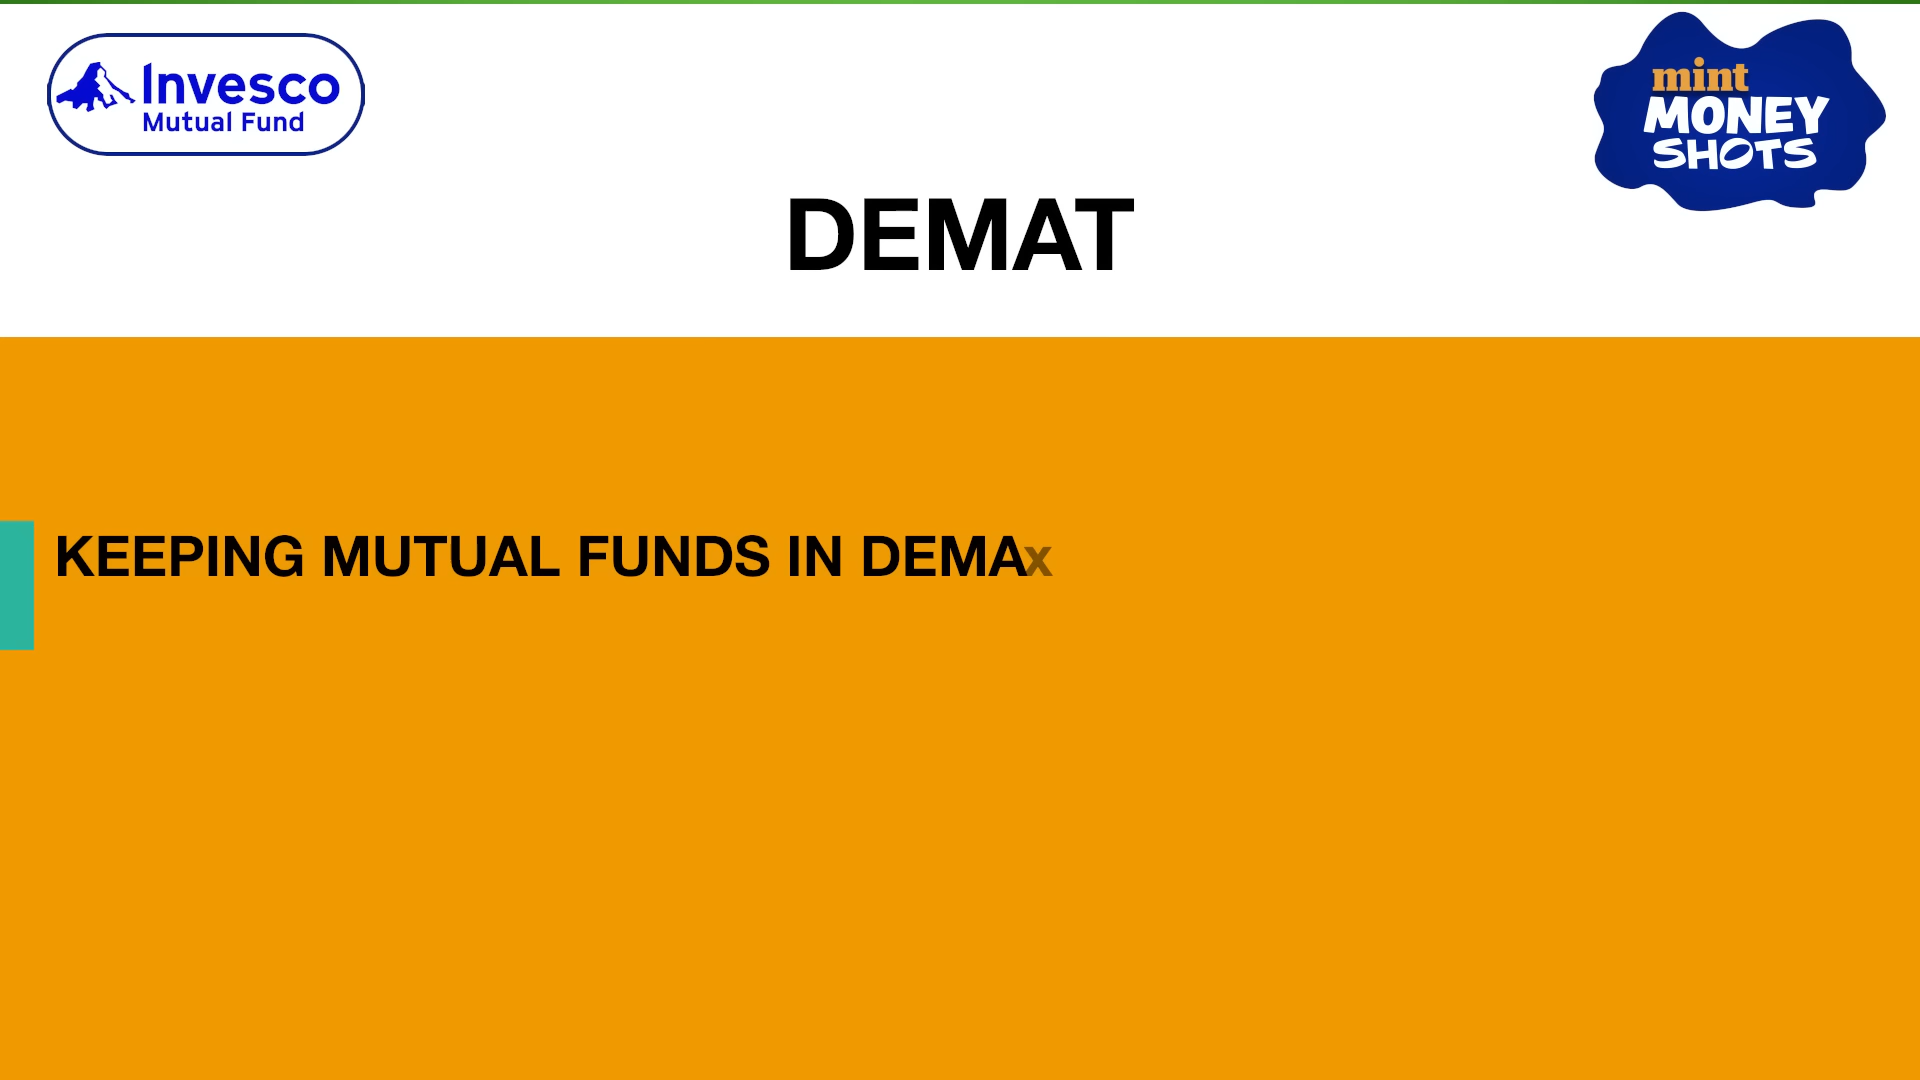 Invesco
Mutual Fund
mint
MONEY
SHOTS
DEMAT
KEEPING MUTUAL FUNDS IN DEMAx